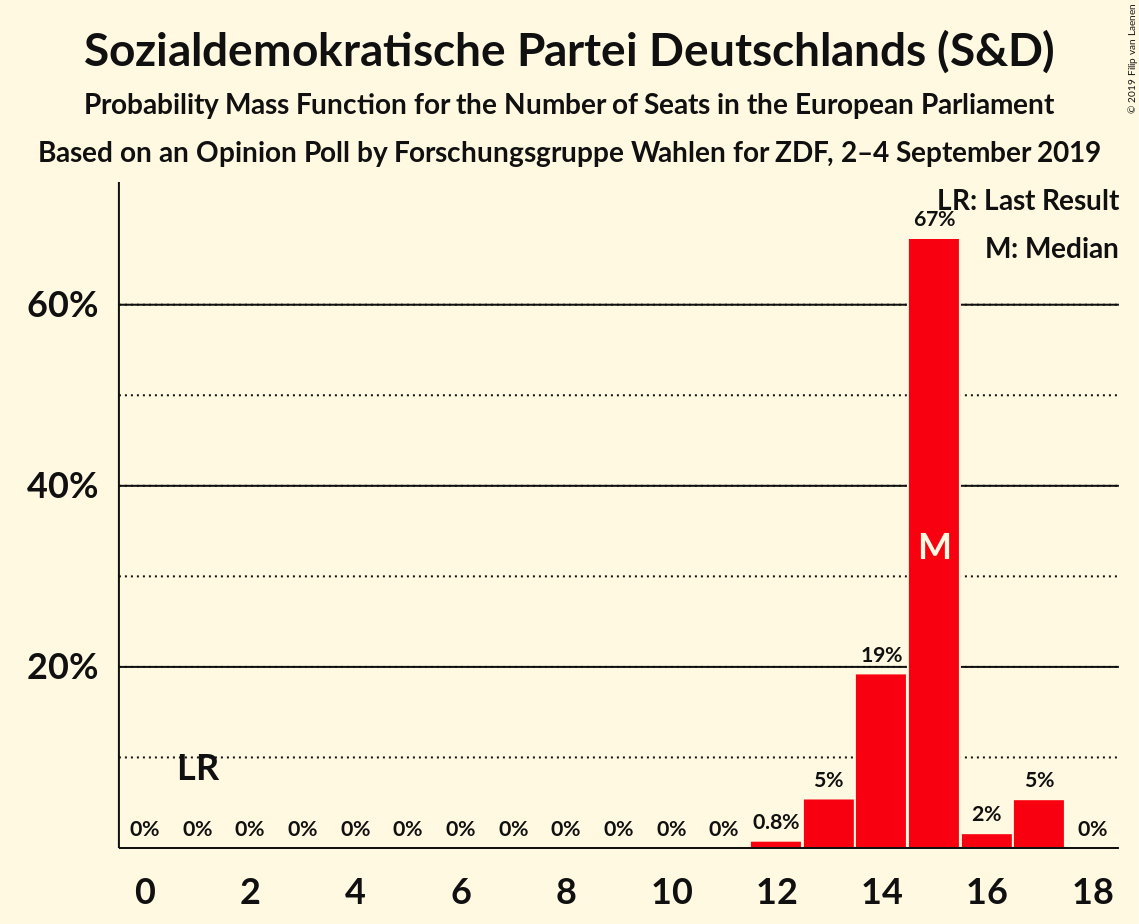 Sozialdemokratische Partei Deutschlands (S&D)
Probability Mass Function for the Number of Seats in the European Parliament
Based on an Opinion Poll by Forschungsgruppe Wahlen for ZDF, 2–4 September 2019
© 2019 Filip van Laenen
LR: Last Result
M: Median
67%
60%
40%
M
20%
19%
LR
5%
5%
0% 0% 0% 0% 0% 0% 0% 0% 0% 0% 0% 0% 0.8% 2% 0%
0 2 4 6 8 10 12 14 16 18